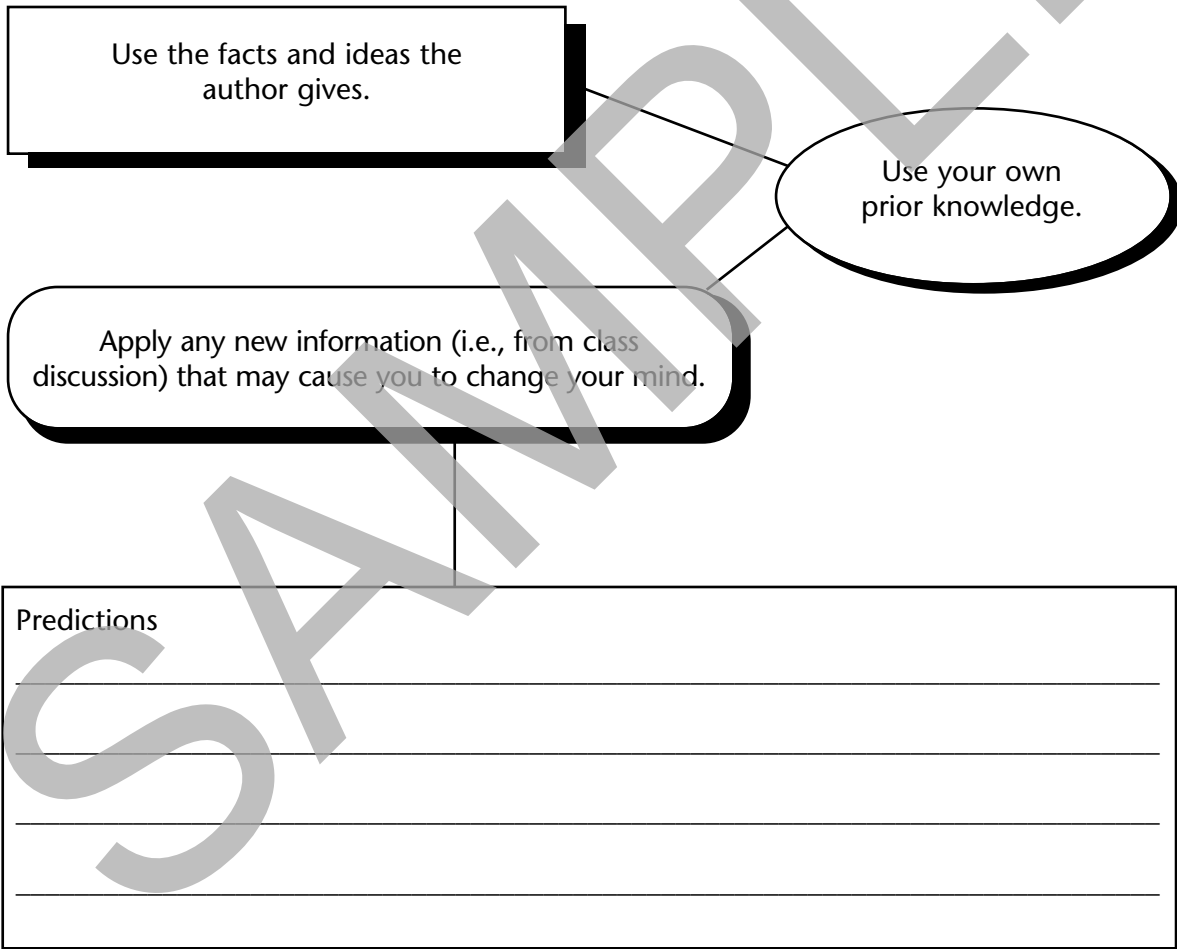 Use the facts and ideas the
author gives.
Use your own
prior knowledge.
Apply any new information (i.e., from class
discussion) that may cause you to change your mind.
Predictions
SAMPL